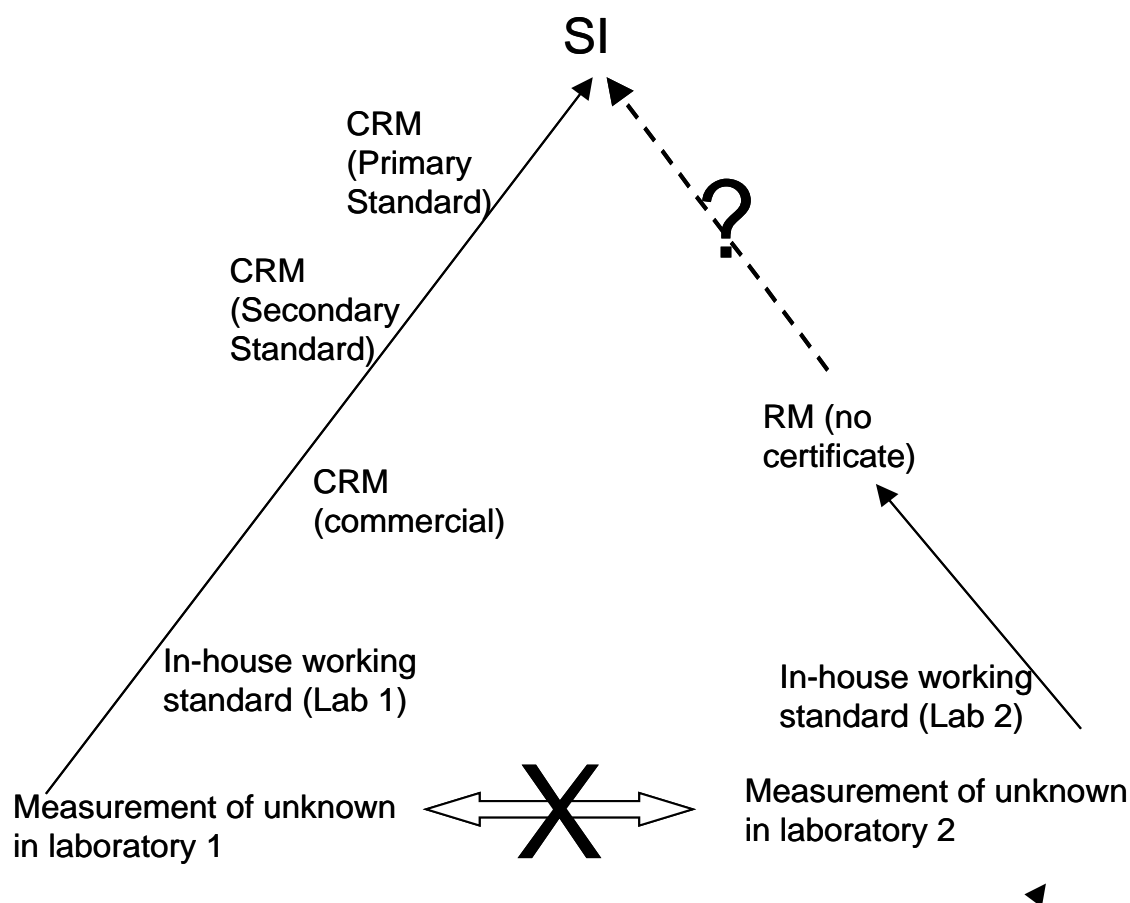 SI
CRM
(Primary
Standard)
?
CRM
(Secondary
Standard)
RM (no
certificate)
CRM
(commercial)
In-house working
standard (Lab 1)
In-house working
standard (Lab 2)
Measurement of unknown
in laboratory 1
X
Measurement of unknown
in laboratory 2